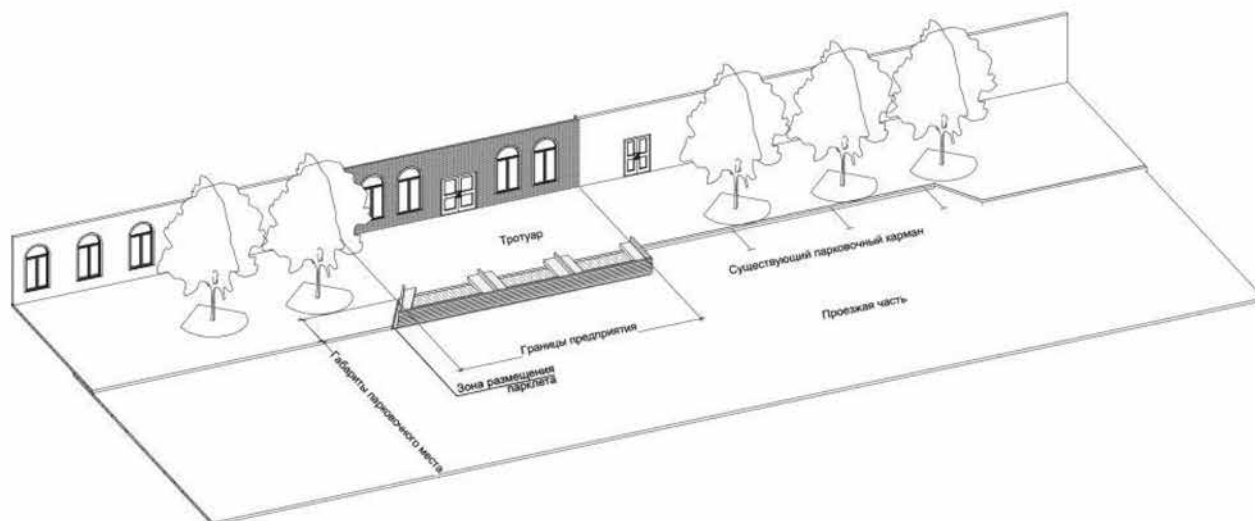 Тротуар
Существующий парковочный карман
Проезжая часть
Границы предприятия
Зона размещения
парклета
Габариты парковочного места